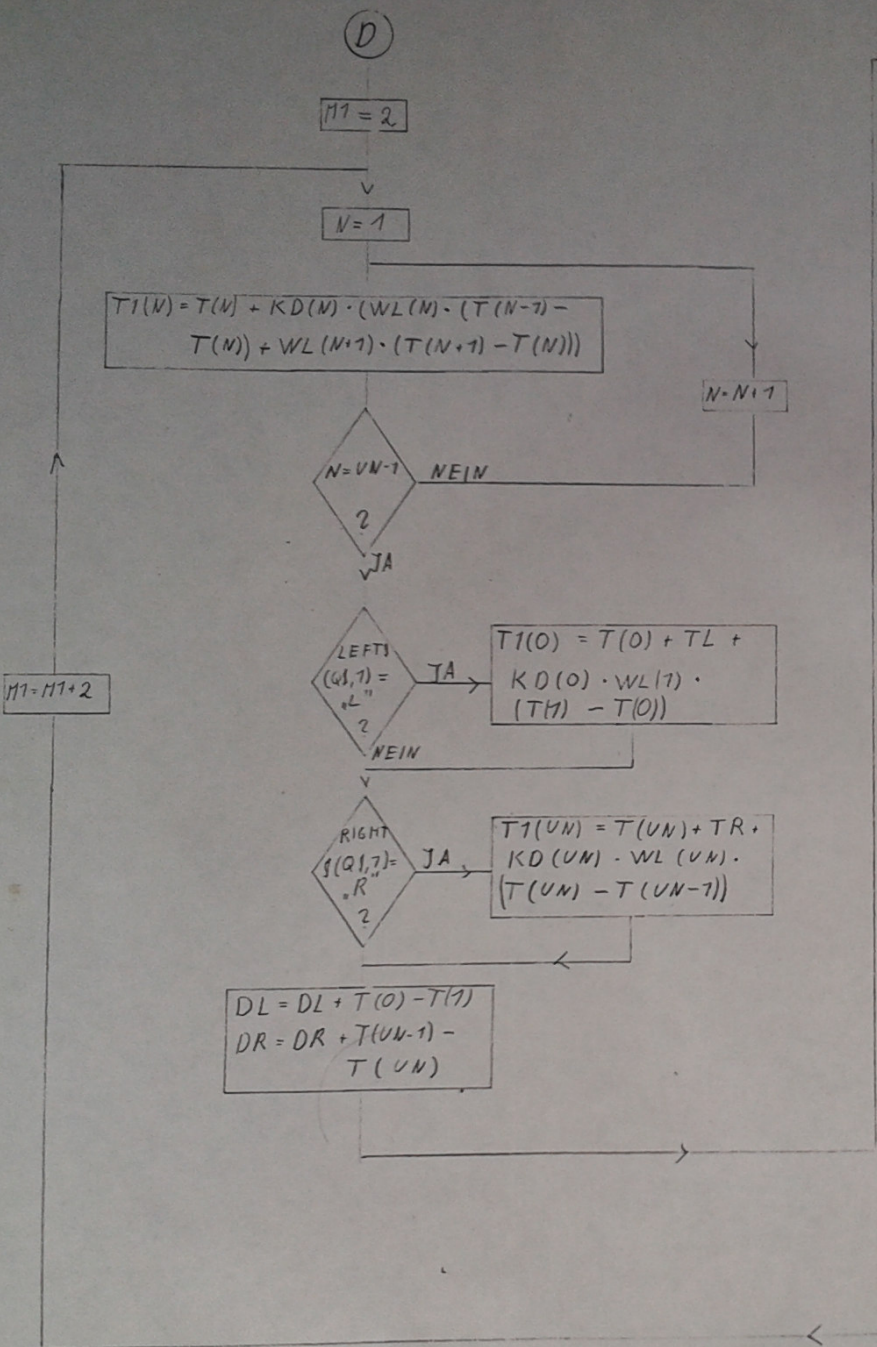 D
M1 = 2
N = 1
T1(N) = T(N) + KD(N) · (WL(N) · (T(N-1) -
T(N)) + WL(N+1) · (T(N+1) - T(N)))
N=N+1
N=UN-1
?
NEIN
JA
LEFT$
(Q$,1) =
„L"
?
JA
NEIN
T1(0) = T(0) + TL +
KD(0) · WL(1) ·
(T(1) - T(0))
M1=M1+2
RIGHT
$(Q$,1)=
„R"
?
JA
T1(UN) = T(UN) + TR +
KD(UN) · WL(UN) ·
(T(UN) - T(UN-1))
DL = DL + T(0) - T(1)
DR = DR + T(UN-1) -
T(UN)